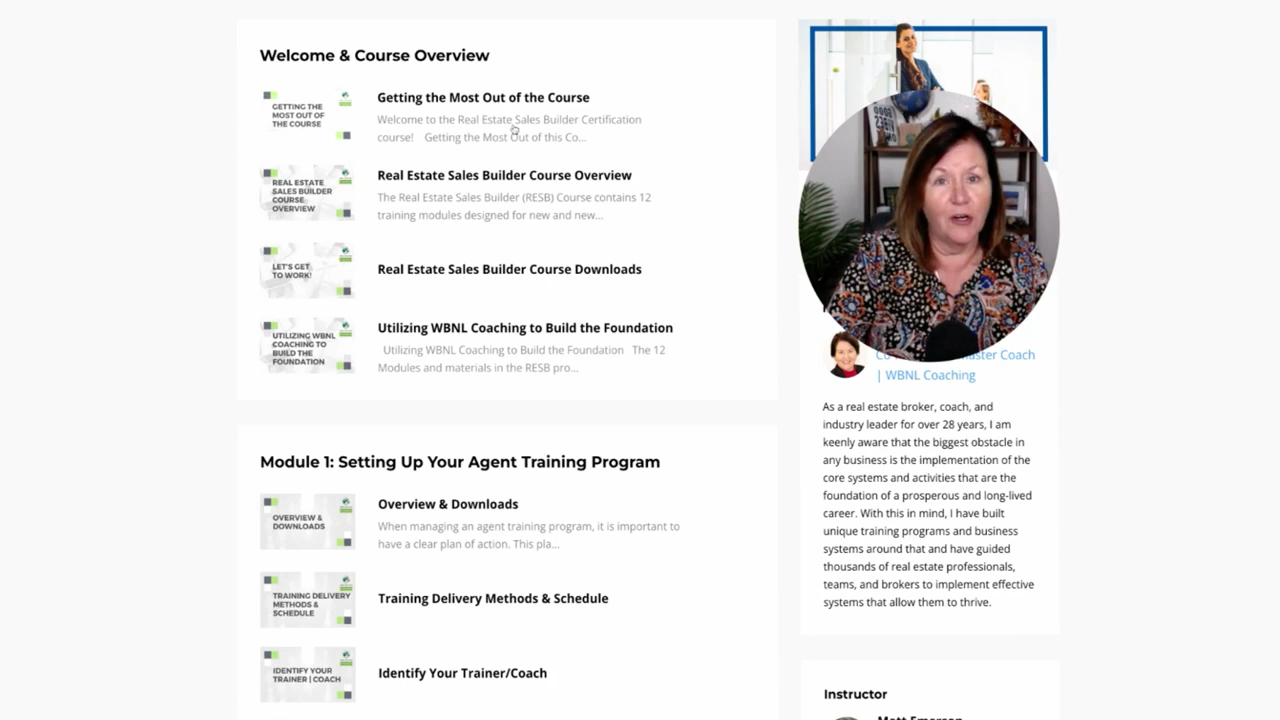 Welcome & Course Overview
GETTING THE
MOST OUT OF
THE COURSE
Getting the Most Out of the Course
Welcome to the Real Estate Sales Builder Certification
course! Getting the Most Out of this Co...
REAL ESTATE
SALES BUILDER
COURSE
OVERVIEW
Real Estate Sales Builder Course Overview
The Real Estate Sales Builder (RESB) Course contains 12
training modules designed for new and new...
LET'S GET
TO WORK!
Real Estate Sales Builder Course Downloads
UTILIZING WBNL
COACHING TO
BUILD THE
FOUNDATION
Utilizing WBNL Coaching to Build the Foundation
Utilizing WBNL Coaching to Build the Foundation The 12
Modules and materials in the RESB pro...
Module 1: Setting Up Your Agent Training Program
OVERVIEW &
DOWNLOADS
Overview & Downloads
When managing an agent training program, it is important to
have a clear plan of action. This pla...
TRAINING DELIVERY
METHODS &
SCHEDULE
Training Delivery Methods & Schedule
IDENTIFY YOUR
TRAINER | COACH
Identify Your Trainer/Coach
Coach
| WBNL Coaching
As a real estate broker, coach, and
industry leader for over 28 years, I am
keenly aware that the biggest obstacle in
any business is the implementation of the
core systems and activities that are the
foundation of a prosperous and long-lived
career. With this in mind, I have built
unique training programs and business
systems around that and have guided
thousands of real estate professionals,
teams, and brokers to implement effective
systems that allow them to thrive.
Instructor
Matt Emerson